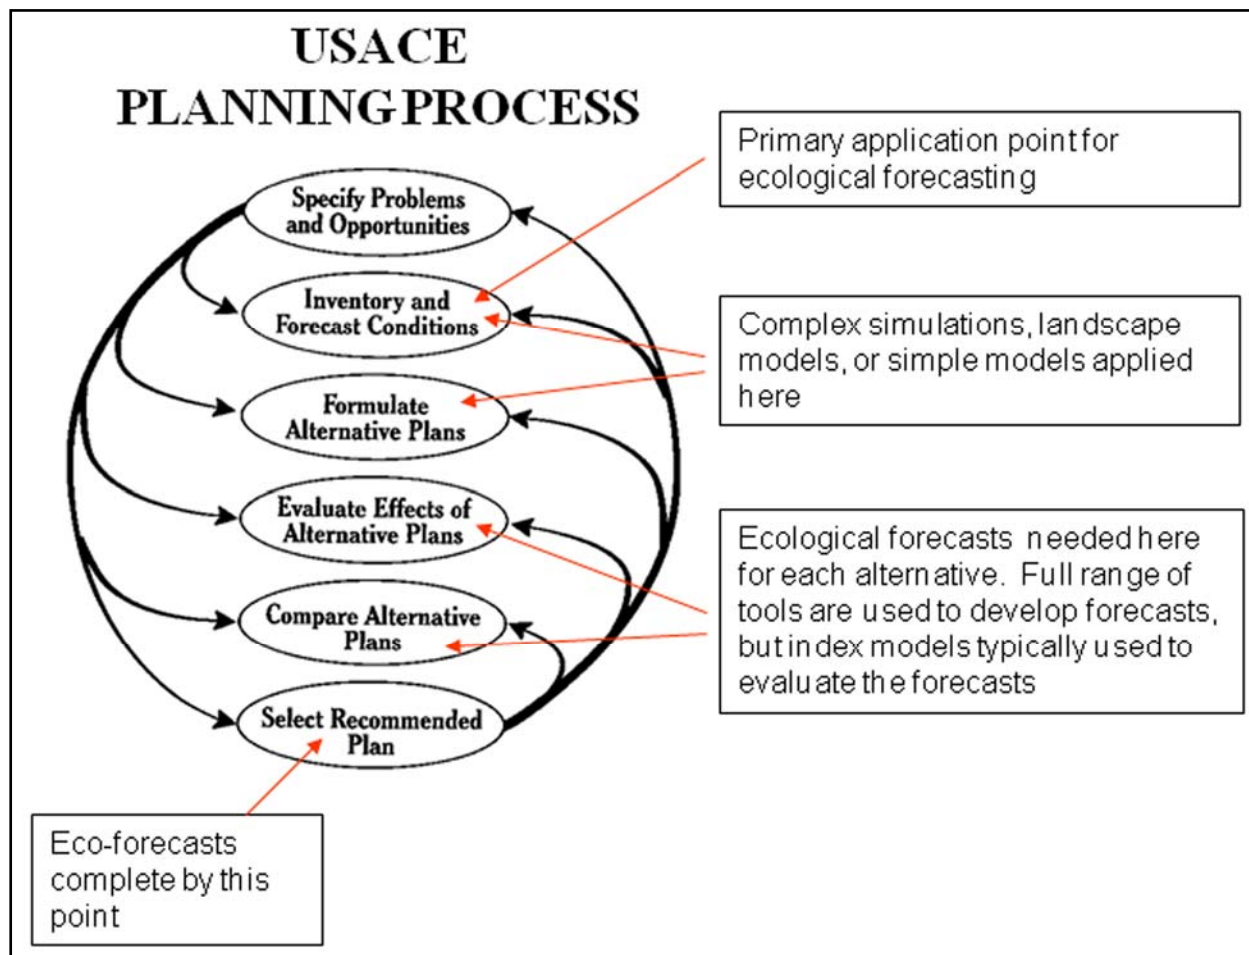 USACE
PLANNING PROCESS
Specify Problems
and Opportunities
Inventory and
Forecast Conditions
Formulate
Alternative Plans
Evaluate Effects of
Alternative Plans
Compare Alternative
Plans
Select Recommended
Plan
Primary application point for
ecological forecasting
Complex simulations, landscape
models, or simple models applied
here
Ecological forecasts needed here
for each alternative. Full range of
tools are used to develop forecasts,
but index models typically used to
evaluate the forecasts
Eco-forecasts
complete by this
point